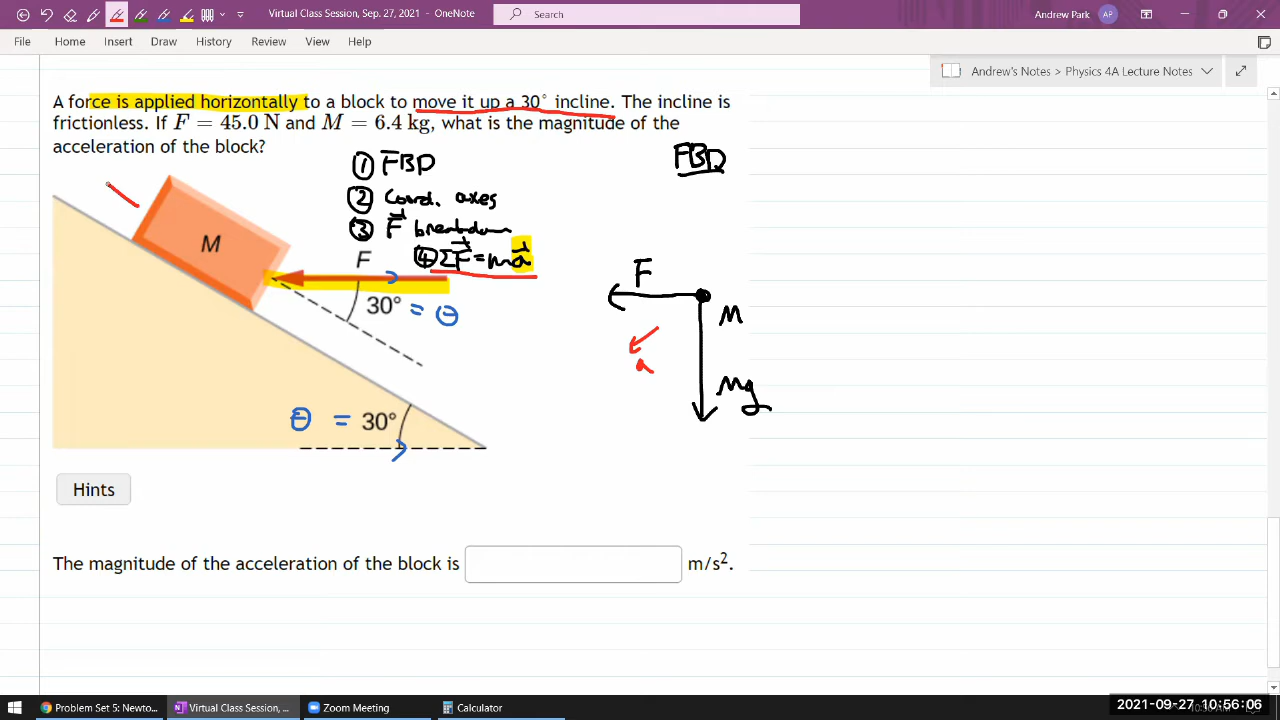 Virtual Class Session, Sep. 27, 2021 - OneNote
Search
Andrew Park
AP
File Home Insert Draw History Review View Help
Andrew's Notes > Physics 4A Lecture Notes
A force is applied horizontally to a block to move it up a 30° incline. The incline is
frictionless. If F = 45.0 N and M = 6.4 kg, what is the magnitude of the
acceleration of the block?
① FBD
② Coord. axes
③ F⃗ breakdown
④ ΣF⃗ = ma⃗
FBD
M
F
30° = θ
θ = 30°
F
M
a
Mg
Hints
The magnitude of the acceleration of the block is
m/s².
Problem Set 5: Newto...
Virtual Class Session,...
Zoom Meeting
Calculator
2021-09-27 10:56:06